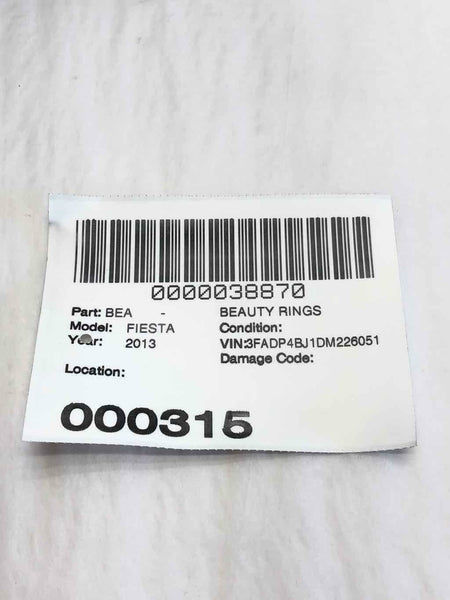 0000038870
Part: BEA - BEAUTY RINGS
Model: FIESTA Condition:
Year: 2013 VIN:3FADP4BJ1DM226051
Damage Code:
Location:
000315